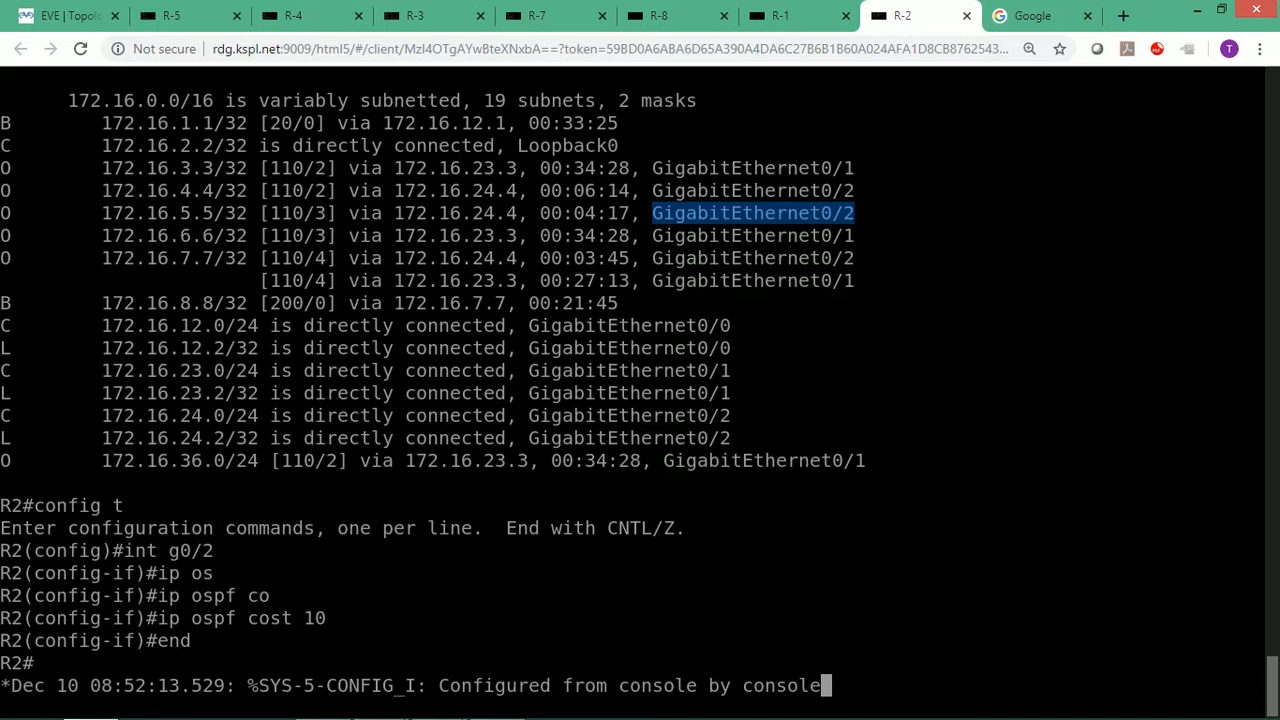 EVE | Topolo
R-5
R-4
R-3
R-7
R-8
R-1
R-2
Google
Not secure | rdg.kspl.net:9009/html5/#/client/MzI4OTgAYwBteXNxbA==?token=59BD0A6ABA6D65A390A4DA6C27B6B1B60A024AFA1D8CB8762543...
T
172.16.0.0/16 is variably subnetted, 19 subnets, 2 masks
B 172.16.1.1/32 [20/0] via 172.16.12.1, 00:33:25
C 172.16.2.2/32 is directly connected, Loopback0
O 172.16.3.3/32 [110/2] via 172.16.23.3, 00:34:28, GigabitEthernet0/1
O 172.16.4.4/32 [110/2] via 172.16.24.4, 00:06:14, GigabitEthernet0/2
O 172.16.5.5/32 [110/3] via 172.16.24.4, 00:04:17, GigabitEthernet0/2
O 172.16.6.6/32 [110/3] via 172.16.23.3, 00:34:28, GigabitEthernet0/1
O 172.16.7.7/32 [110/4] via 172.16.24.4, 00:03:45, GigabitEthernet0/2
[110/4] via 172.16.23.3, 00:27:13, GigabitEthernet0/1
B 172.16.8.8/32 [200/0] via 172.16.7.7, 00:21:45
C 172.16.12.0/24 is directly connected, GigabitEthernet0/0
L 172.16.12.2/32 is directly connected, GigabitEthernet0/0
C 172.16.23.0/24 is directly connected, GigabitEthernet0/1
L 172.16.23.2/32 is directly connected, GigabitEthernet0/1
C 172.16.24.0/24 is directly connected, GigabitEthernet0/2
L 172.16.24.2/32 is directly connected, GigabitEthernet0/2
O 172.16.36.0/24 [110/2] via 172.16.23.3, 00:34:28, GigabitEthernet0/1
R2#config t
Enter configuration commands, one per line. End with CNTL/Z.
R2(config)#int g0/2
R2(config-if)#ip os
R2(config-if)#ip ospf co
R2(config-if)#ip ospf cost 10
R2(config-if)#end
R2#
*Dec 10 08:52:13.529: %SYS-5-CONFIG_I: Configured from console by console